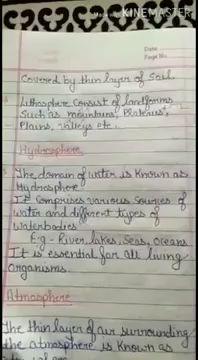 Made with KINEMASTER
Date
Page No.
Covered by thin layer of Soil.
Lithosphere Consist of landforms
Such as mountains, Plateaus,
Plains, Valleys etc.
Hydrosphere
The domain of water is known as
Hydrosphere
It Comprises various Sources of
Water and different types of
Waterbodies
E.g - River, lakes, Seas, Oceans
It is essential for all living
Organisms.
Atmosphere
The thin layer of air surrounding
the atmosphere is Known as